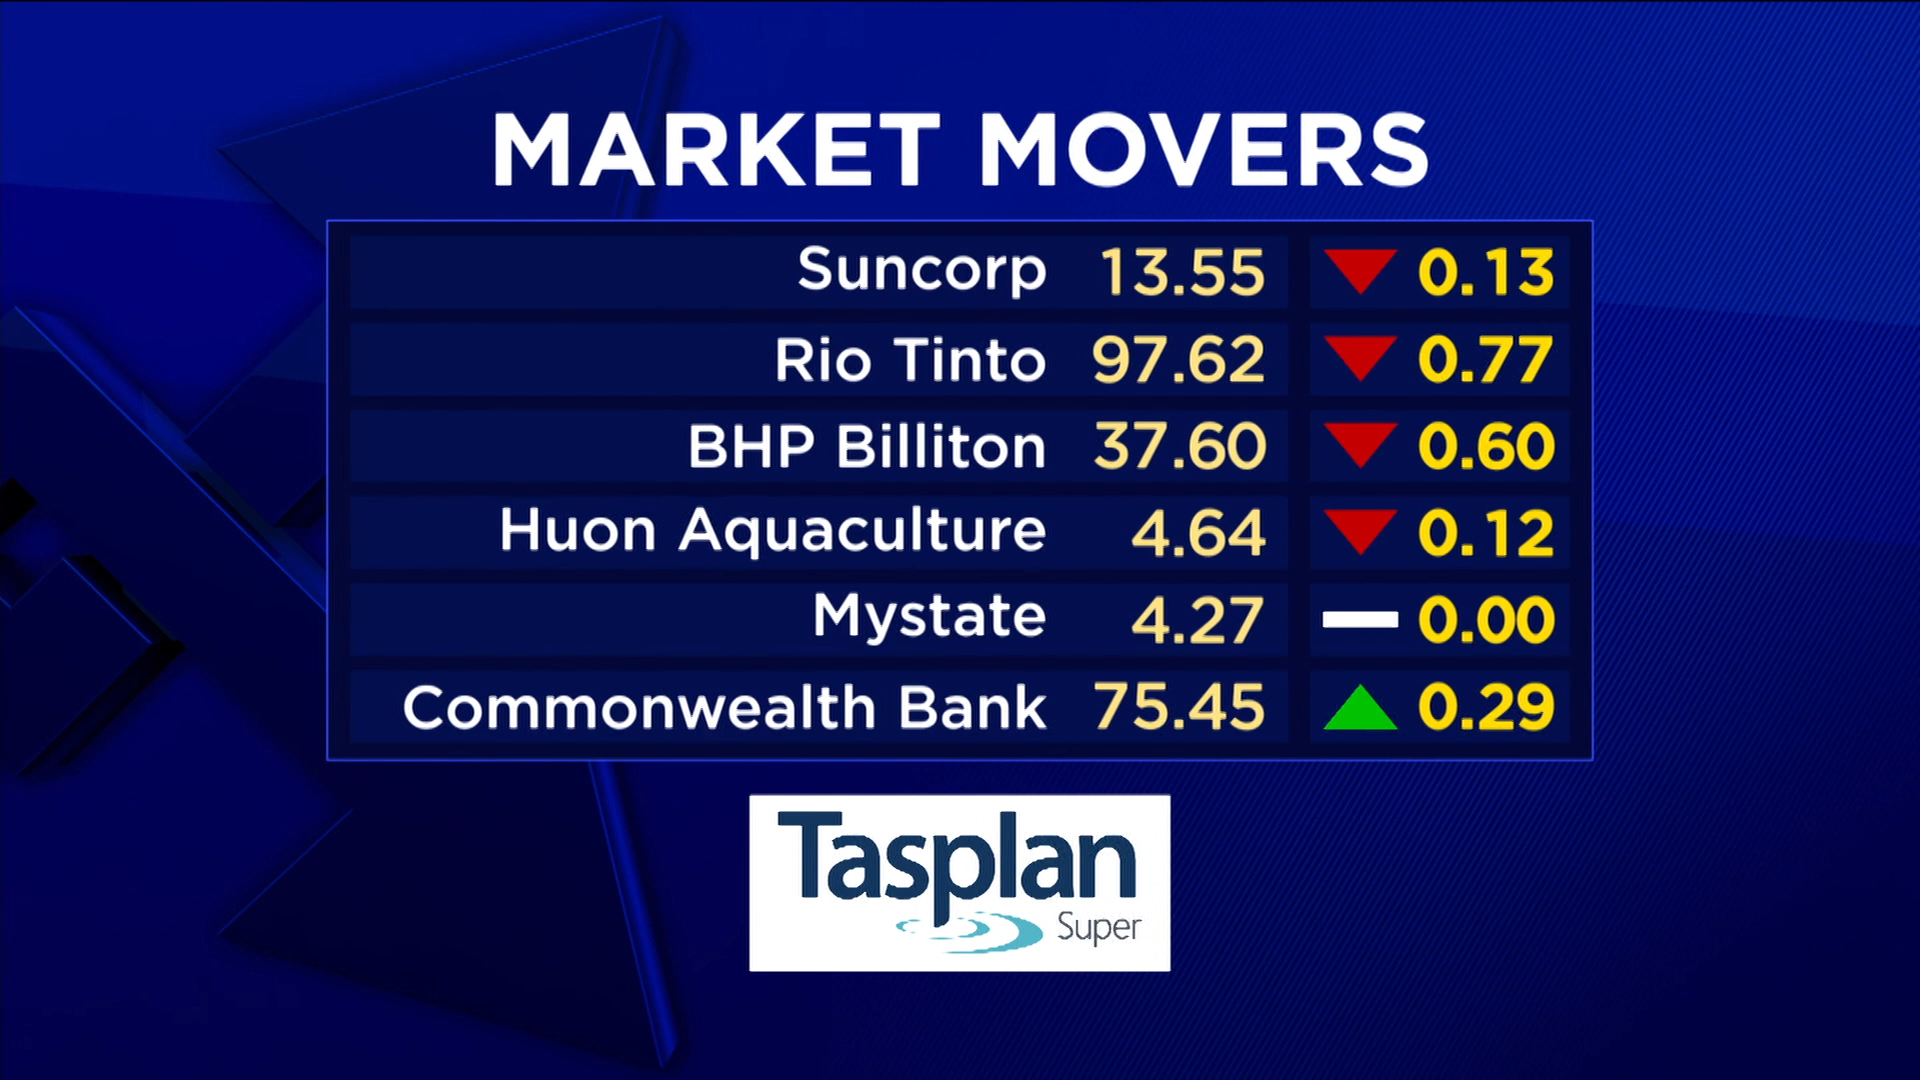 MARKET MOVERS
Suncorp 13.55 0.13
Rio Tinto 97.62 0.77
BHP Billiton 37.60 0.60
Huon Aquaculture 4.64 0.12
Mystate 4.27 0.00
Commonwealth Bank 75.45 0.29
Tasplan
Super